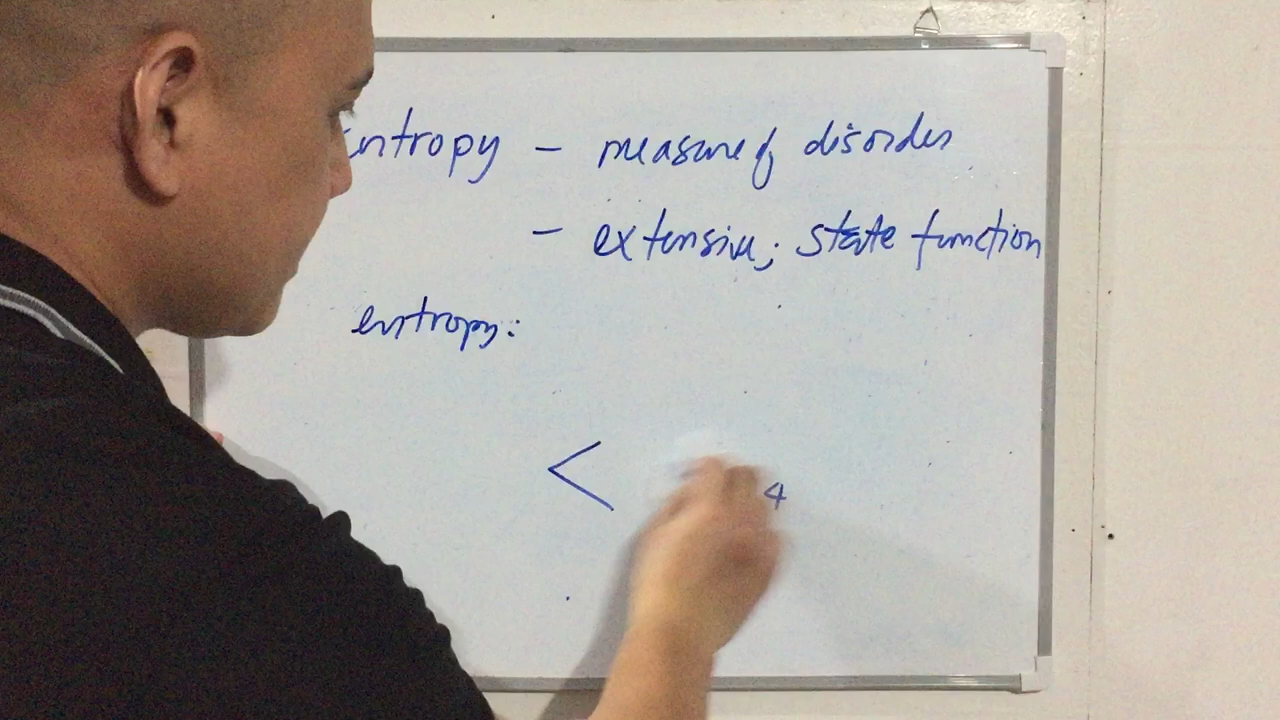 entropy – measure of disorder
– extensive; state function
entropy:
<
4